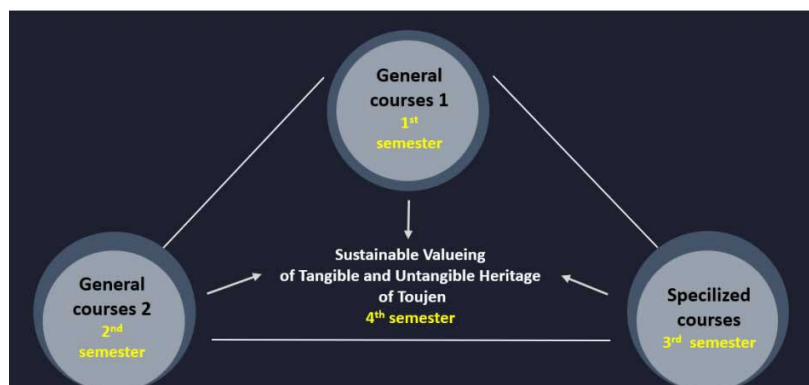 General
courses 1
1st
semester
Sustainable Valueing
of Tangible and Untangible Heritage
of Toujen
4th semester
General
courses 2
2nd
semester
Specilized
courses
3rd semester